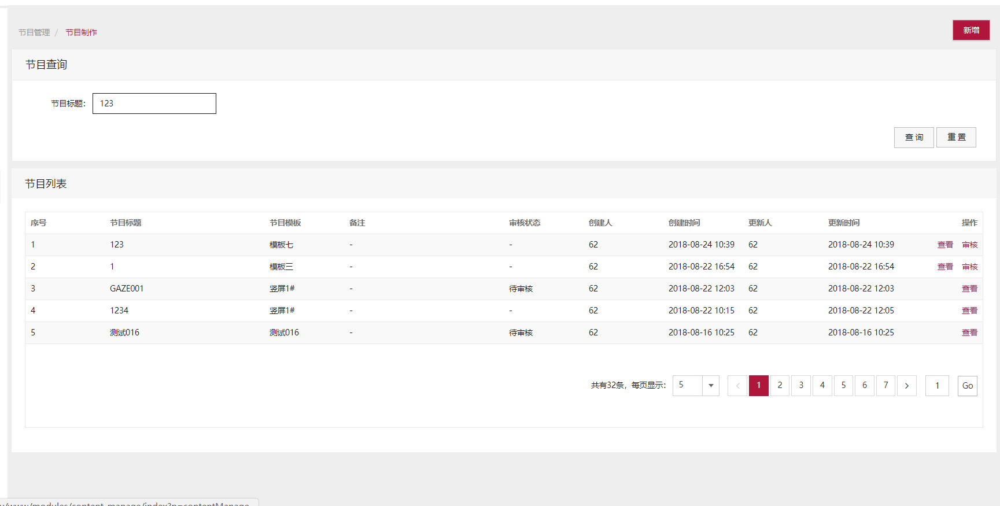 节目管理 / 节目制作
新增
节目查询
节目标题： 123
查 询 重 置
节目列表
序号 节目标题 节目模板 备注 审核状态 创建人 创建时间 更新人 更新时间 操作
1 123 模板七 - - 62 2018-08-24 10:39 62 2018-08-24 10:39 查看 审核
2 1 模板三 - - 62 2018-08-22 16:54 62 2018-08-22 16:54 查看 审核
3 GAZE001 竖屏1# - 待审核 62 2018-08-22 12:03 62 2018-08-22 12:03 查看
4 1234 竖屏1# - - 62 2018-08-22 10:15 62 2018-08-22 12:05 查看
5 测试016 测试016 - 待审核 62 2018-08-16 10:25 62 2018-08-16 10:25 查看
共有32条，每页显示： 5 < 1 2 3 4 5 6 7 > 1 Go
/www/modules/content-manage/index?p=contentManage